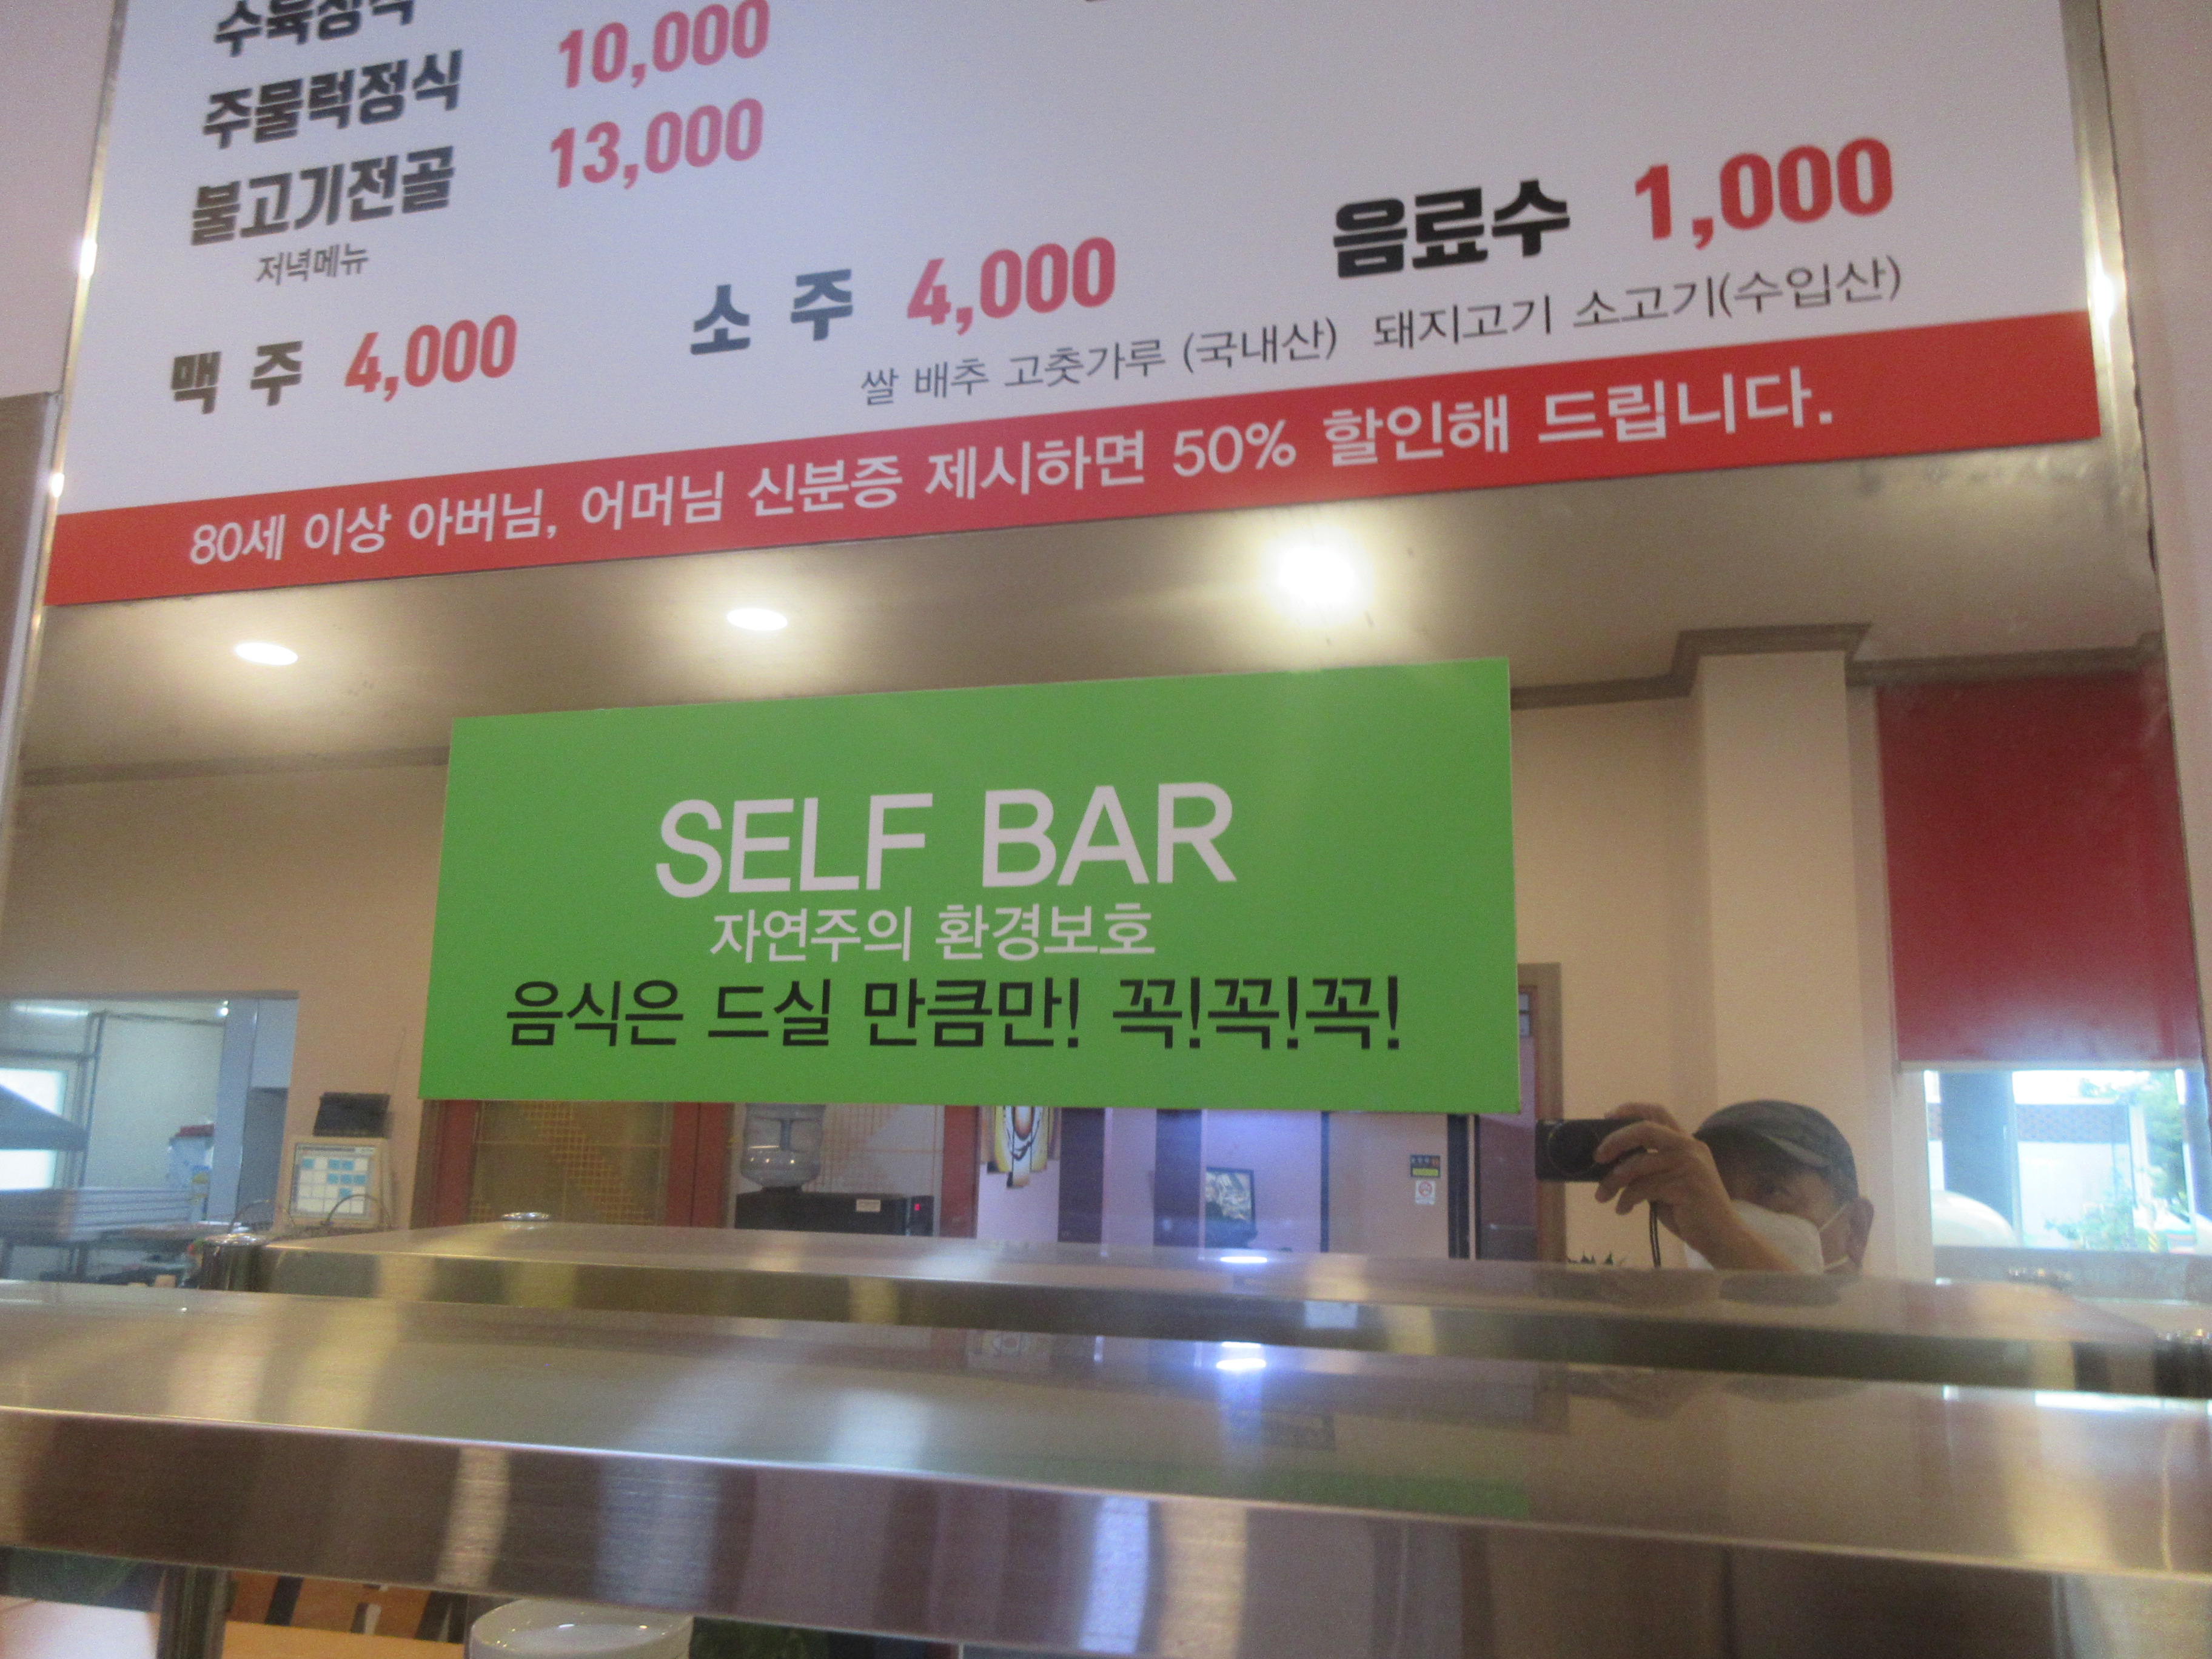 수육정식
주물럭정식 10,000
불고기전골 13,000
저녁메뉴
맥 주 4,000 소 주 4,000 음료수 1,000
쌀 배추 고춧가루 (국내산) 돼지고기 소고기(수입산)
80세 이상 아버님, 어머님 신분증 제시하면 50% 할인해 드립니다.
SELF BAR
자연주의 환경보호
음식은 드실 만큼만! 꼭!꼭!꼭!